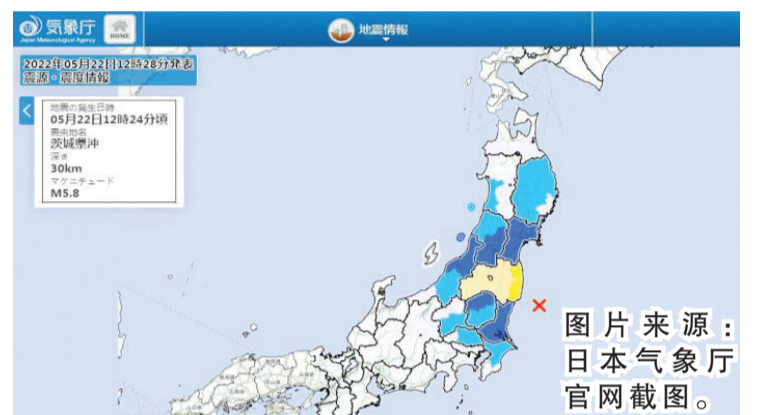 気象庁
Japan Meteorological Agency
HOME
地震情報
2022年05月22日12時28分発表
震源・震度情報
地震の発生日時
05月22日12時24分頃
震央地名
茨城県沖
深さ
30km
マグニチュード
M5.8
图片来源：
日本气象厅
官网截图。